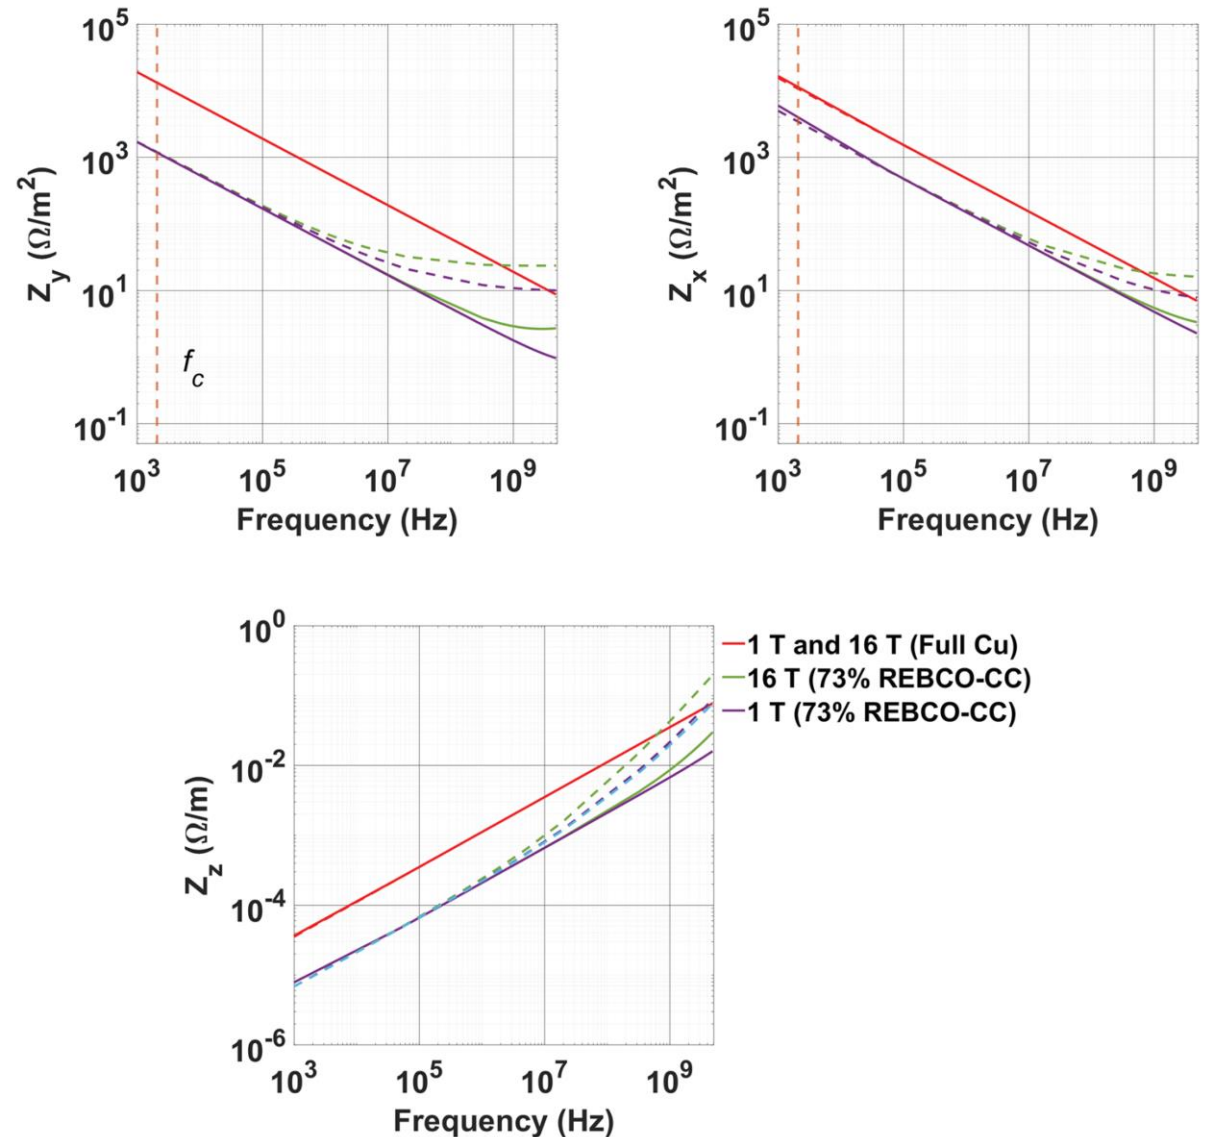 10^5
10^3
10^1
10^-1
Z_y (Ω/m^2)
f_c
10^3 10^5 10^7 10^9
Frequency (Hz)
10^5
10^3
10^1
10^-1
Z_x (Ω/m^2)
10^3 10^5 10^7 10^9
Frequency (Hz)
10^0
10^-2
10^-4
10^-6
Z_z (Ω/m)
10^3 10^5 10^7 10^9
Frequency (Hz)
1 T and 16 T (Full Cu)
16 T (73% REBCO-CC)
1 T (73% REBCO-CC)